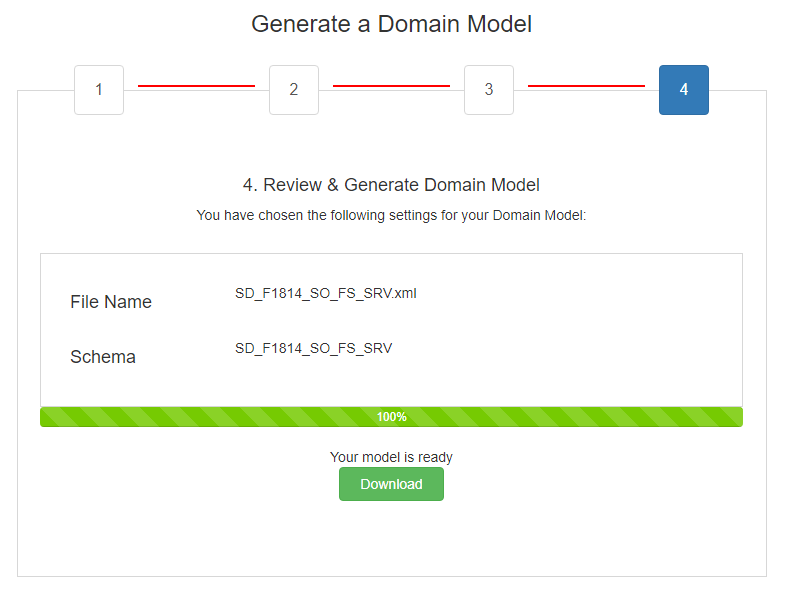 Generate a Domain Model
1 2 3 4
4. Review & Generate Domain Model
You have chosen the following settings for your Domain Model:
File Name SD_F1814_SO_FS_SRV.xml
Schema SD_F1814_SO_FS_SRV
100%
Your model is ready
Download